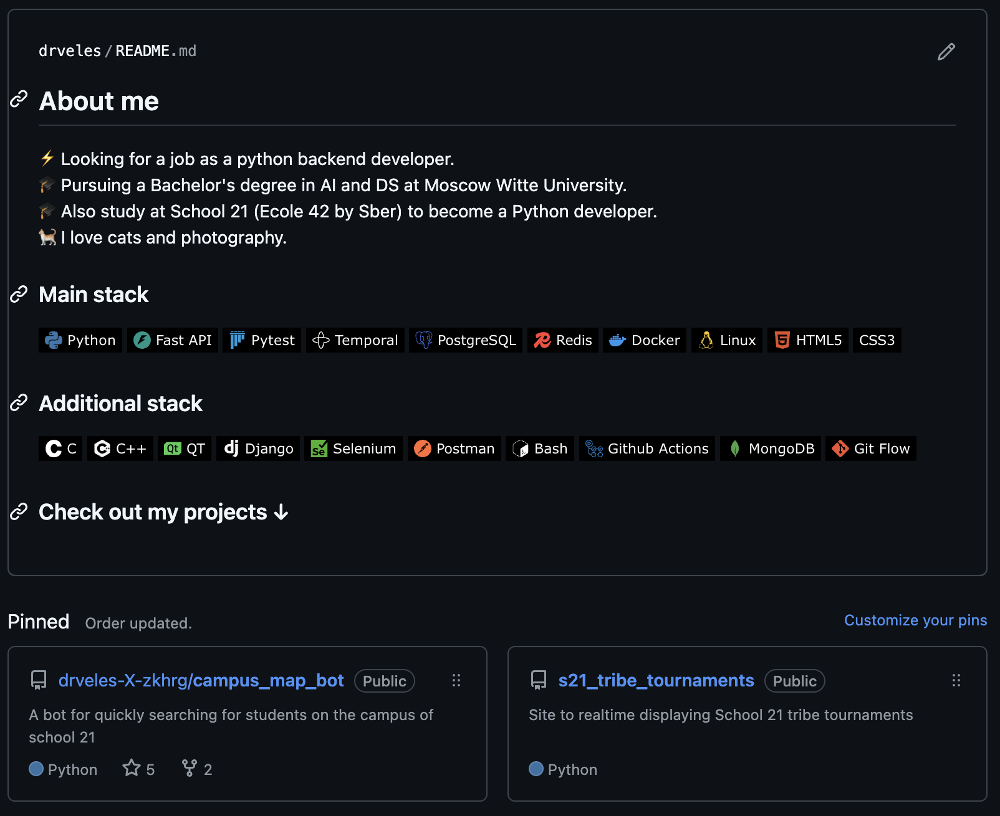 drveles/README.md
About me
⚡ Looking for a job as a python backend developer.
🎓 Pursuing a Bachelor's degree in AI and DS at Moscow Witte University.
🎓 Also study at School 21 (Ecole 42 by Sber) to become a Python developer.
🐈 I love cats and photography.
Main stack
Python Fast API Pytest Temporal PostgreSQL Redis Docker Linux HTML5 CSS3
Additional stack
C C++ Qt QT dj Django Se Selenium Postman Bash Github Actions MongoDB Git Flow
Check out my projects ↓
Pinned Order updated. Customize your pins
drveles-X-zkhrg/campus_map_bot Public
A bot for quickly searching for students on the campus of
school 21
Python 5 2
s21_tribe_tournaments Public
Site to realtime displaying School 21 tribe tournaments
Python